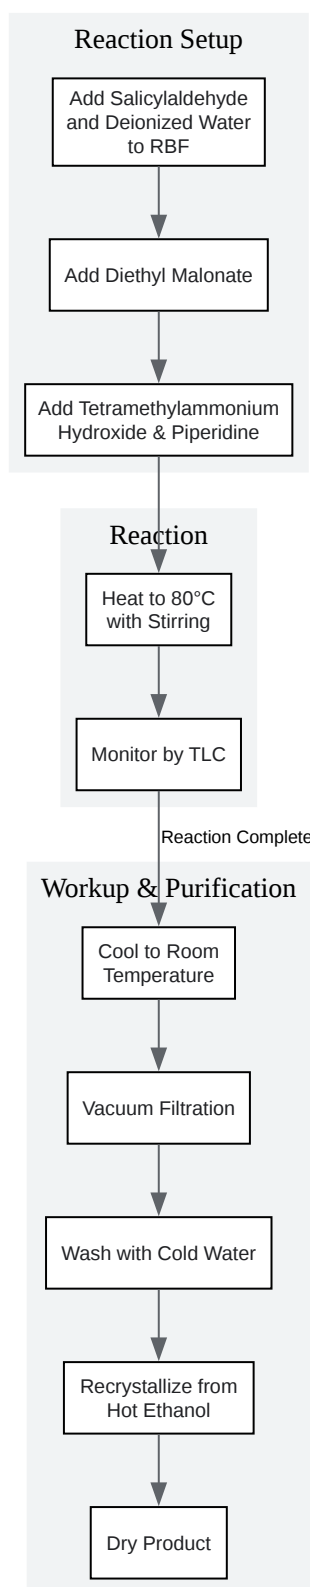 Reaction Setup
Add Salicylaldehyde
and Deionized Water
to RBF
Add Diethyl Malonate
Add Tetramethylammonium
Hydroxide & Piperidine
Reaction
Heat to 80°C
with Stirring
Monitor by TLC
Reaction Complete
Workup & Purification
Cool to Room
Temperature
Vacuum Filtration
Wash with Cold Water
Recrystallize from
Hot Ethanol
Dry Product